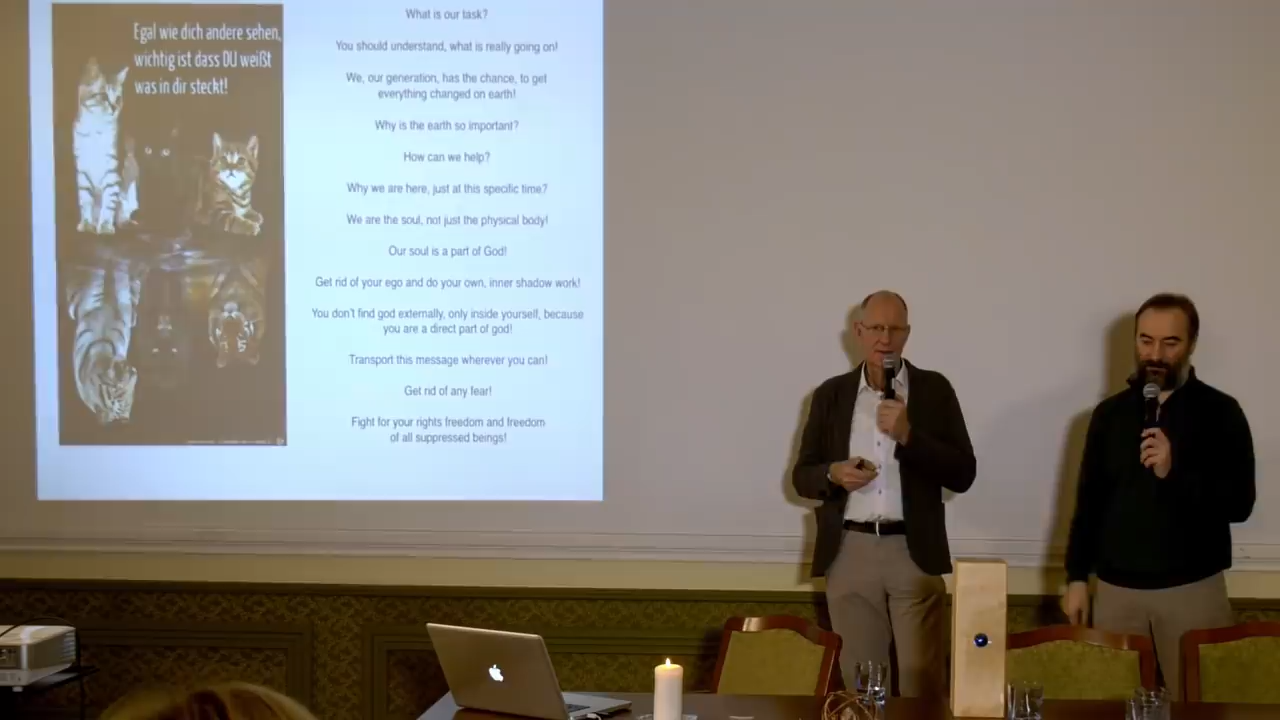 Egal wie dich andere sehen,
wichtig ist dass DU weißt
was in dir steckt!
What is our task?
You should understand, what is really going on!
We, our generation, has the chance, to get
everything changed on earth!
Why is the earth so important?
How can we help?
Why we are here, just at this specific time?
We are the soul, not just the physical body!
Our soul is a part of God!
Get rid of your ego and do your own, inner shadow work!
You don't find god externally, only inside yourself, because
you are a direct part of god!
Transport this message wherever you can!
Get rid of any fear!
Fight for your rights freedom and freedom
of all suppressed beings!